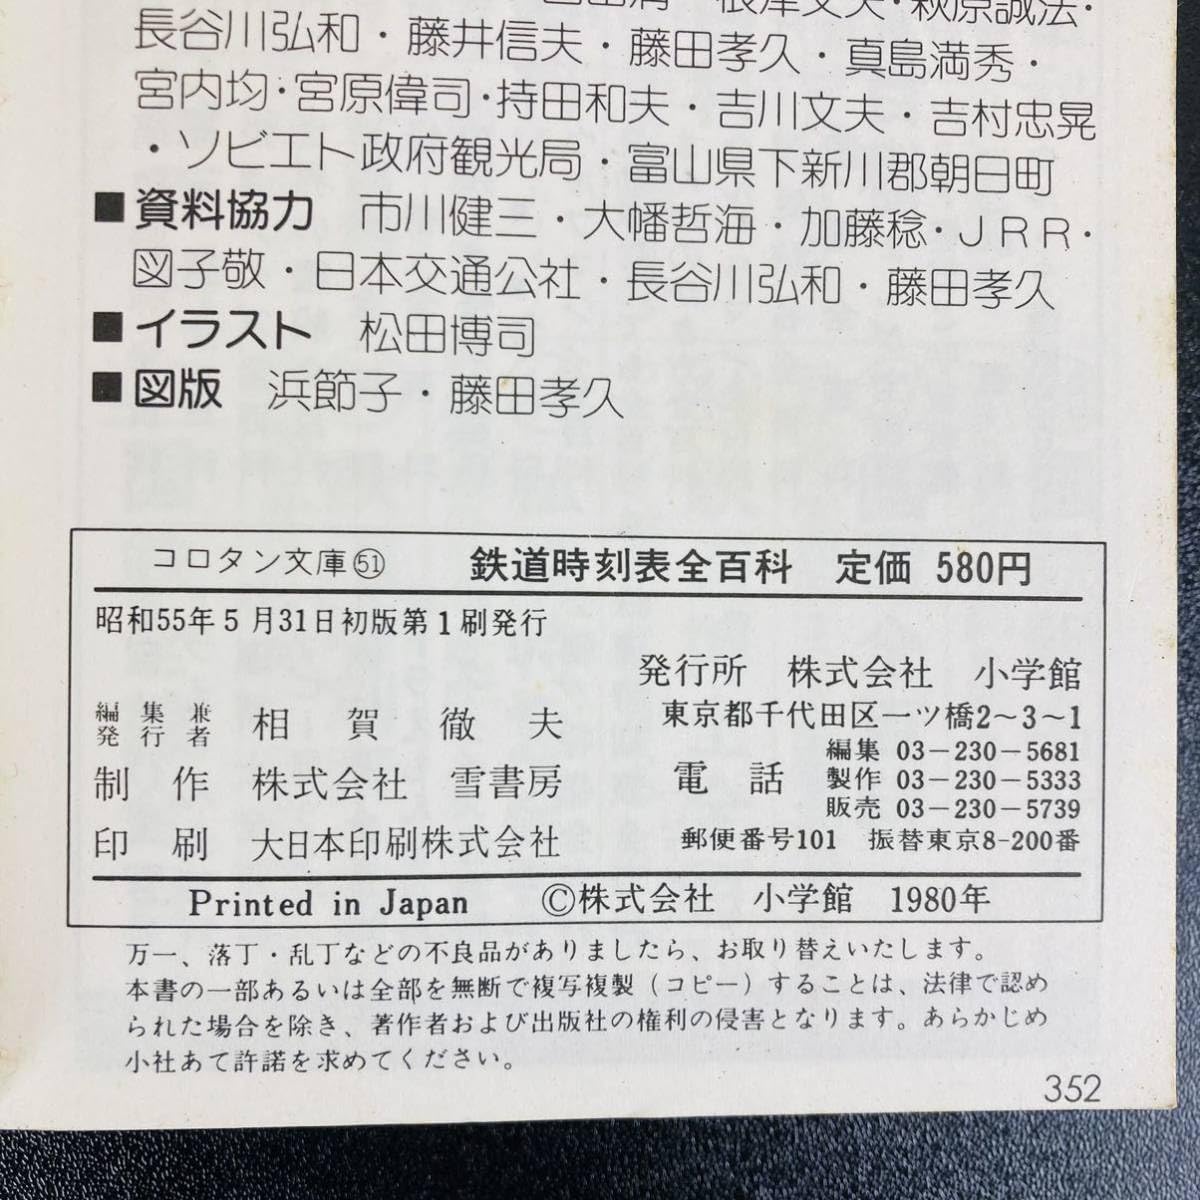 根津文夫・萩原誠法・
長谷川弘和・藤井信夫・藤田孝久・真島満秀・
宮内均・宮原偉司・持田和夫・吉川文夫・吉村忠晃
・ソビエト政府観光局・富山県下新川郡朝日町
■資料協力 市川健三・大幡哲海・加藤稔・JRR・
図子敬・日本交通公社・長谷川弘和・藤田孝久
■イラスト 松田博司
■図版 浜節子・藤田孝久
コロタン文庫51 鉄道時刻表全百科 定価 580円
昭和55年5月31日初版第1刷発行
編集兼発行者 相賀徹夫
制作 株式会社 雪書房
印刷 大日本印刷株式会社
発行所 株式会社 小学館
東京都千代田区一ツ橋2〜3〜1
電話 編集 03-230-5681
製作 03-230-5333
販売 03-230-5739
郵便番号101 振替東京8-200番
Printed in Japan ©株式会社 小学館 1980年
万一、落丁・乱丁などの不良品がありましたら、お取り替えいたします。
本書の一部あるいは全部を無断で複写複製(コピー)することは、法律で認め
られた場合を除き、著作者および出版社の権利の侵害となります。あらかじめ
小社あて許諾を求めてください。
352